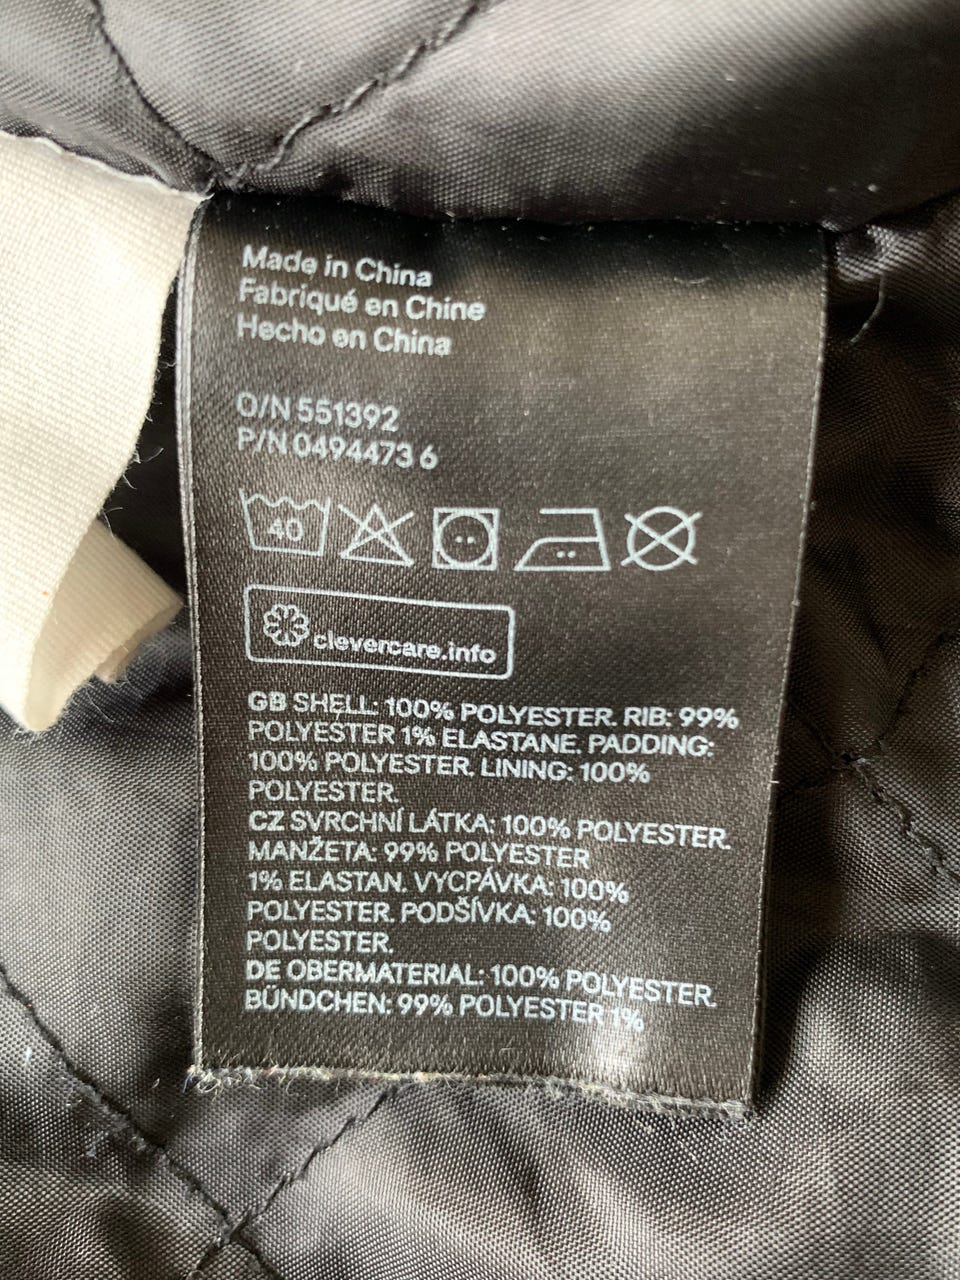 Made in China
Fabriqué en Chine
Hecho en China
O/N 551392
P/N 0494473 6
40
clevercare.info
GB SHELL: 100% POLYESTER. RIB: 99%
POLYESTER 1% ELASTANE. PADDING:
100% POLYESTER. LINING: 100%
POLYESTER.
CZ SVRCHNÍ LÁTKA: 100% POLYESTER.
MANŽETA: 99% POLYESTER
1% ELASTAN. VYCPÁVKA: 100%
POLYESTER. PODŠÍVKA: 100%
POLYESTER.
DE OBERMATERIAL: 100% POLYESTER.
BÜNDCHEN: 99% POLYESTER 1%